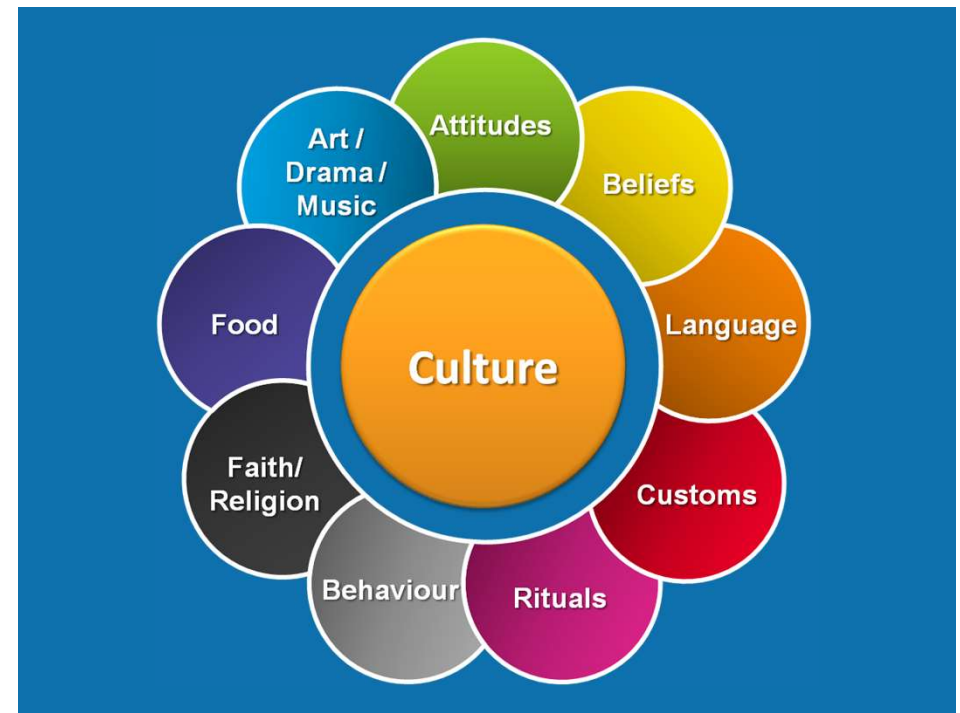 Attitudes
Beliefs
Language
Customs
Rituals
Behaviour
Faith/
Religion
Food
Art /
Drama /
Music
Culture